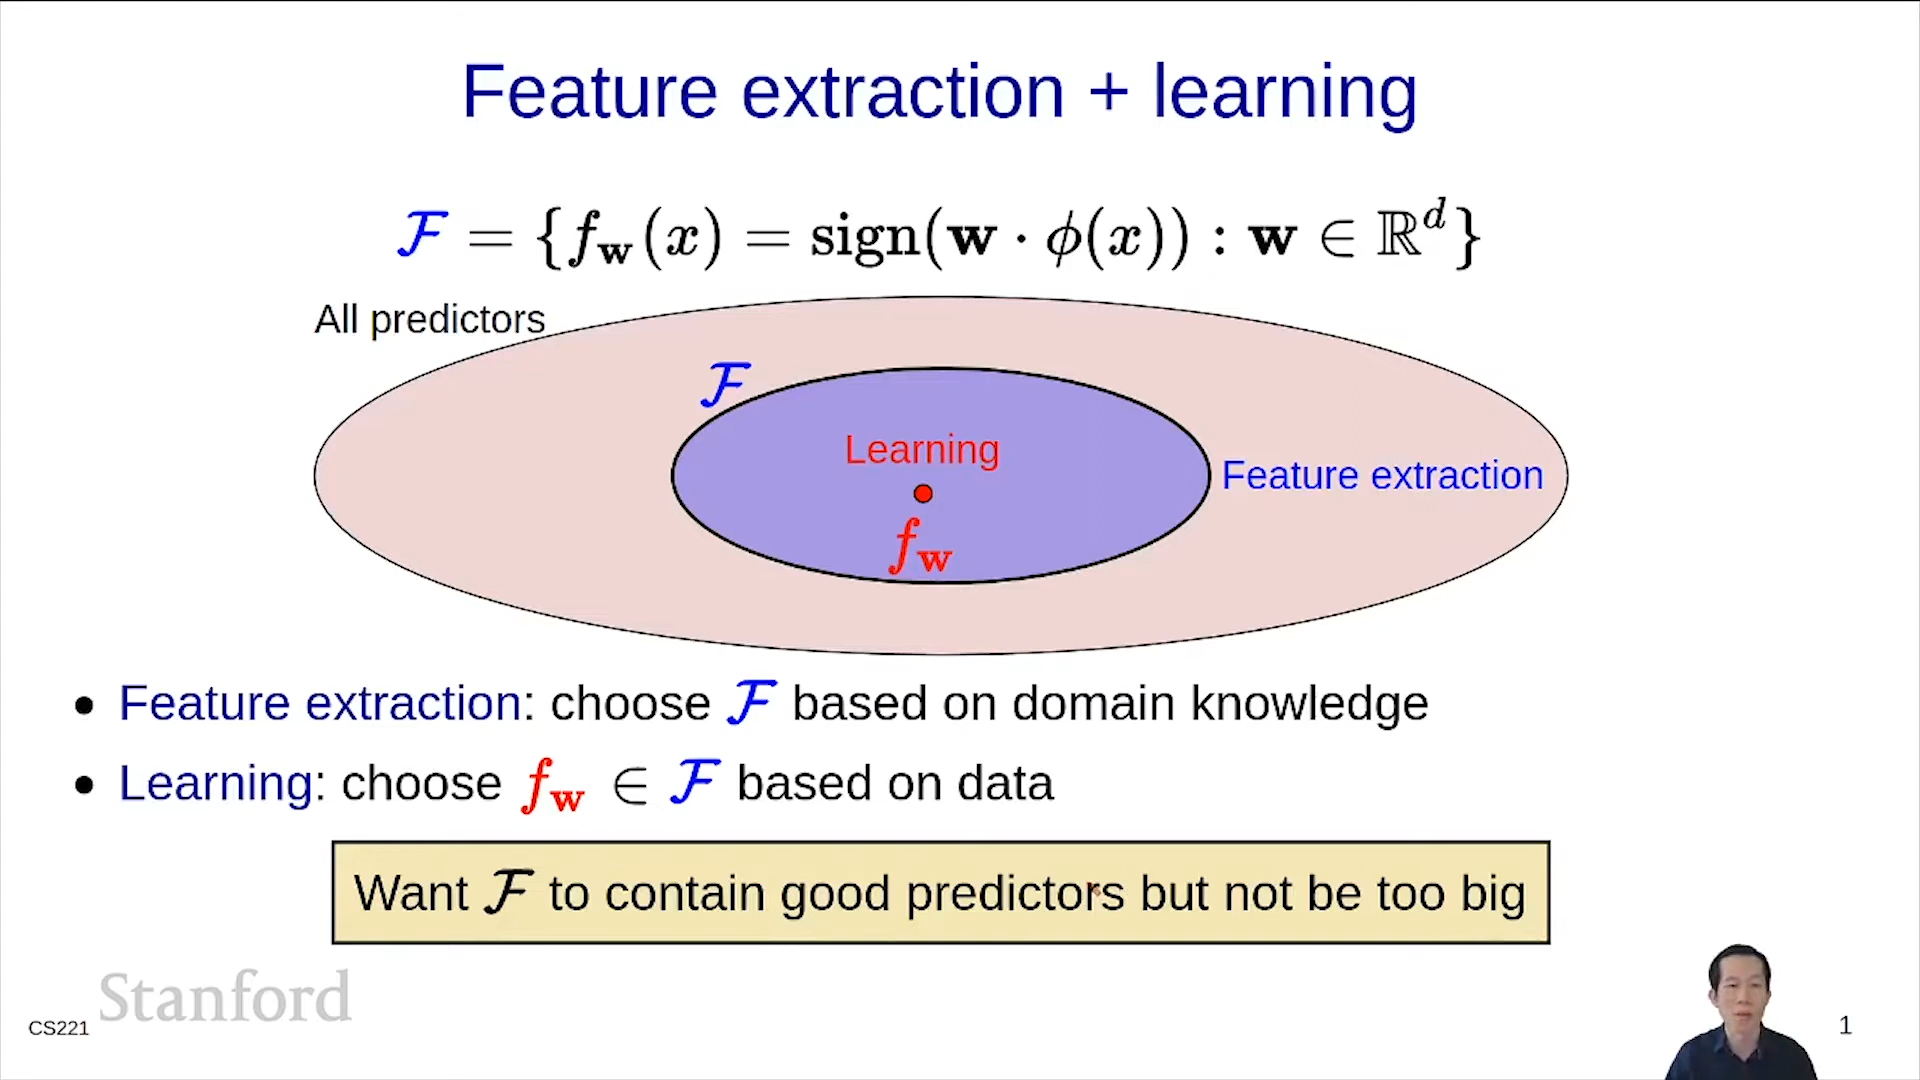 Feature extraction + learning
𝓕 = {f_𝐰(x) = sign(𝐰 · ϕ(x)) : 𝐰 ∈ ℝ^d}
All predictors
𝓕
Learning
Feature extraction
f_𝐰
• Feature extraction: choose 𝓕 based on domain knowledge
• Learning: choose f_𝐰 ∈ 𝓕 based on data
Want 𝓕 to contain good predictors but not be too big
Stanford
CS221
1